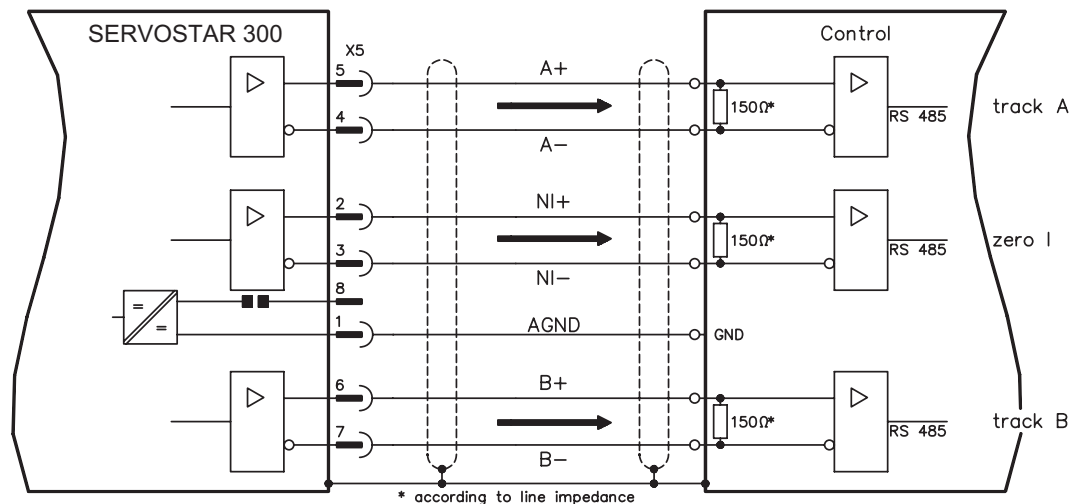 SERVOSTAR 300
X5
Control
5
A+
150Ω*
RS 485
track A
4
A-
2
NI+
150Ω*
RS 485
zero I
3
NI-
8
=
=
1
AGND
GND
6
B+
150Ω*
RS 485
track B
7
B-
* according to line impedance